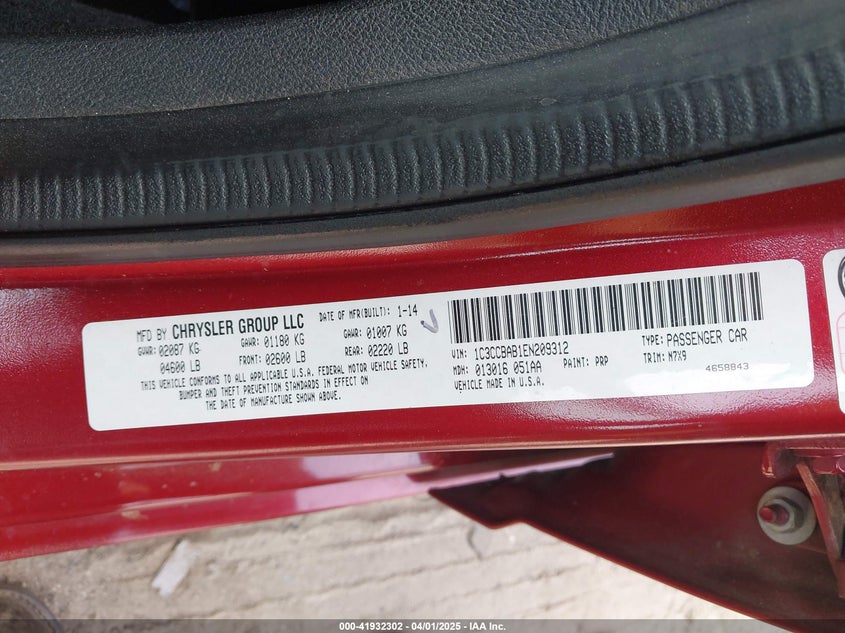 MFD BY CHRYSLER GROUP LLC DATE OF MFR(BUILT): 1-14
GVWR: 02087 KG GAWR: 01180 KG GAWR: 01007 KG
04600 LB FRONT: 02600 LB REAR: 02220 LB
THIS VEHICLE CONFORMS TO ALL APPLICABLE U.S.A. FEDERAL MOTOR VEHICLE SAFETY,
BUMPER AND THEFT PREVENTION STANDARDS IN EFFECT ON
THE DATE OF MANUFACTURE SHOWN ABOVE.
VIN: 1C3CCBAB1EN209312 TYPE: PASSENGER CAR
MDH: 013016 051AA PAINT: PRP TRIM: N7X9
VEHICLE MADE IN U.S.A. 4658843
000-41932302 | 04/01/2025 - IAA Inc.